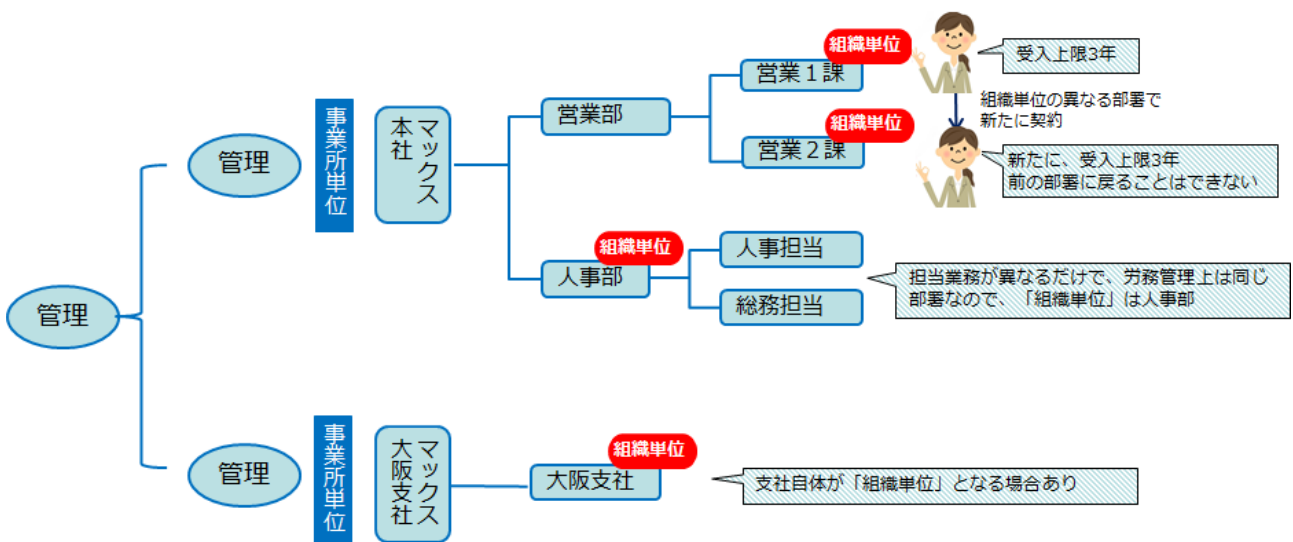 管理
管理
事業所単位
マックス
本社
営業部
組織単位
営業１課
受入上限3年
組織単位の異なる部署で
新たに契約
組織単位
営業２課
新たに、受入上限3年
前の部署に戻ることはできない
組織単位
人事部
人事担当
総務担当
担当業務が異なるだけで、労務管理上は同じ
部署なので、「組織単位」は人事部
管理
事業所単位
マックス
大阪支社
組織単位
大阪支社
支社自体が「組織単位」となる場合あり